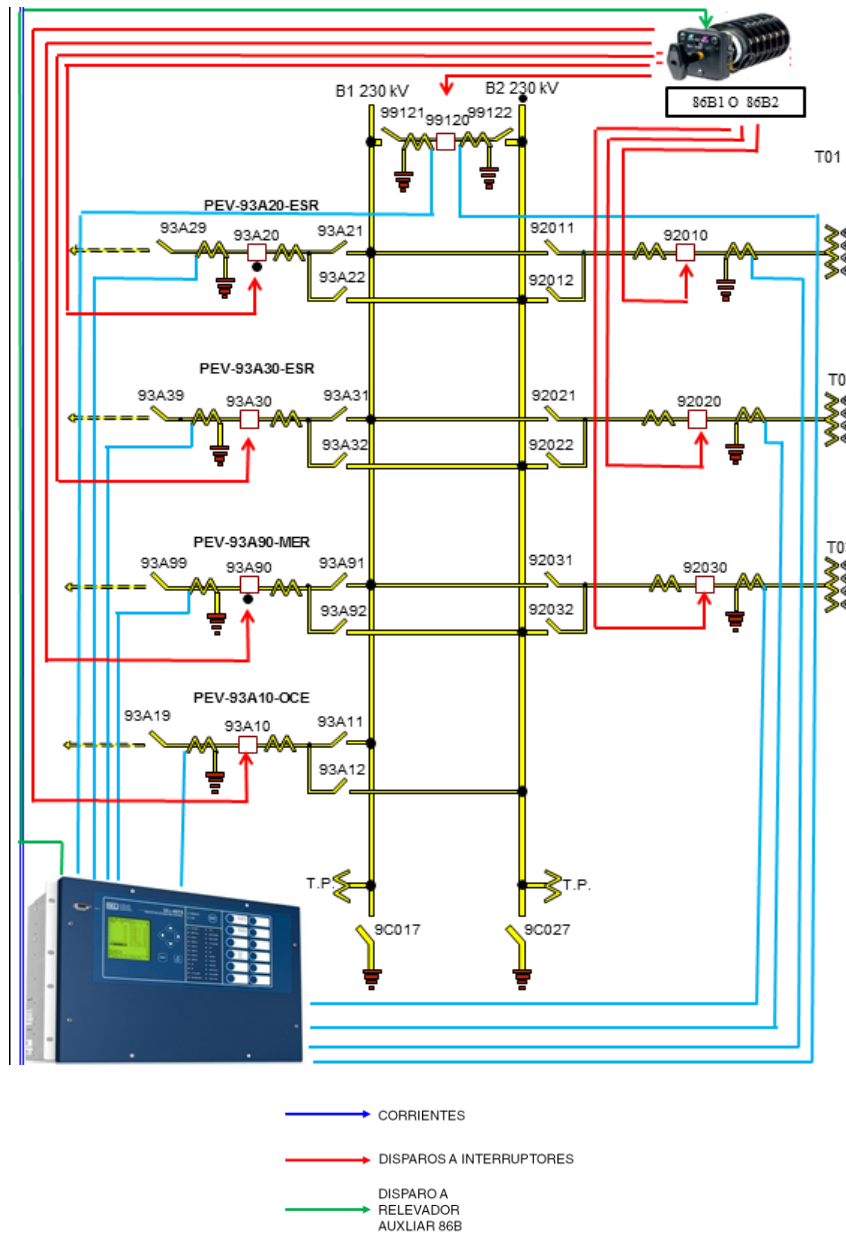 86B1 O 86B2
B1 230 kV
B2 230 kV
99121
99120
99122
T01
PEV-93A20-ESR
93A29
93A20
93A21
93A22
92011
92012
92010
PEV-93A30-ESR
93A39
93A30
93A31
93A32
92021
92022
92020
T0
PEV-93A90-MER
93A99
93A90
93A91
93A92
92031
92032
92030
T0
PEV-93A10-OCE
93A19
93A10
93A11
93A12
T.P.
T.P.
9C017
9C027
CORRIENTES
DISPAROS A INTERRUPTORES
DISPARO A
RELEVADOR
AUXLIAR 86B